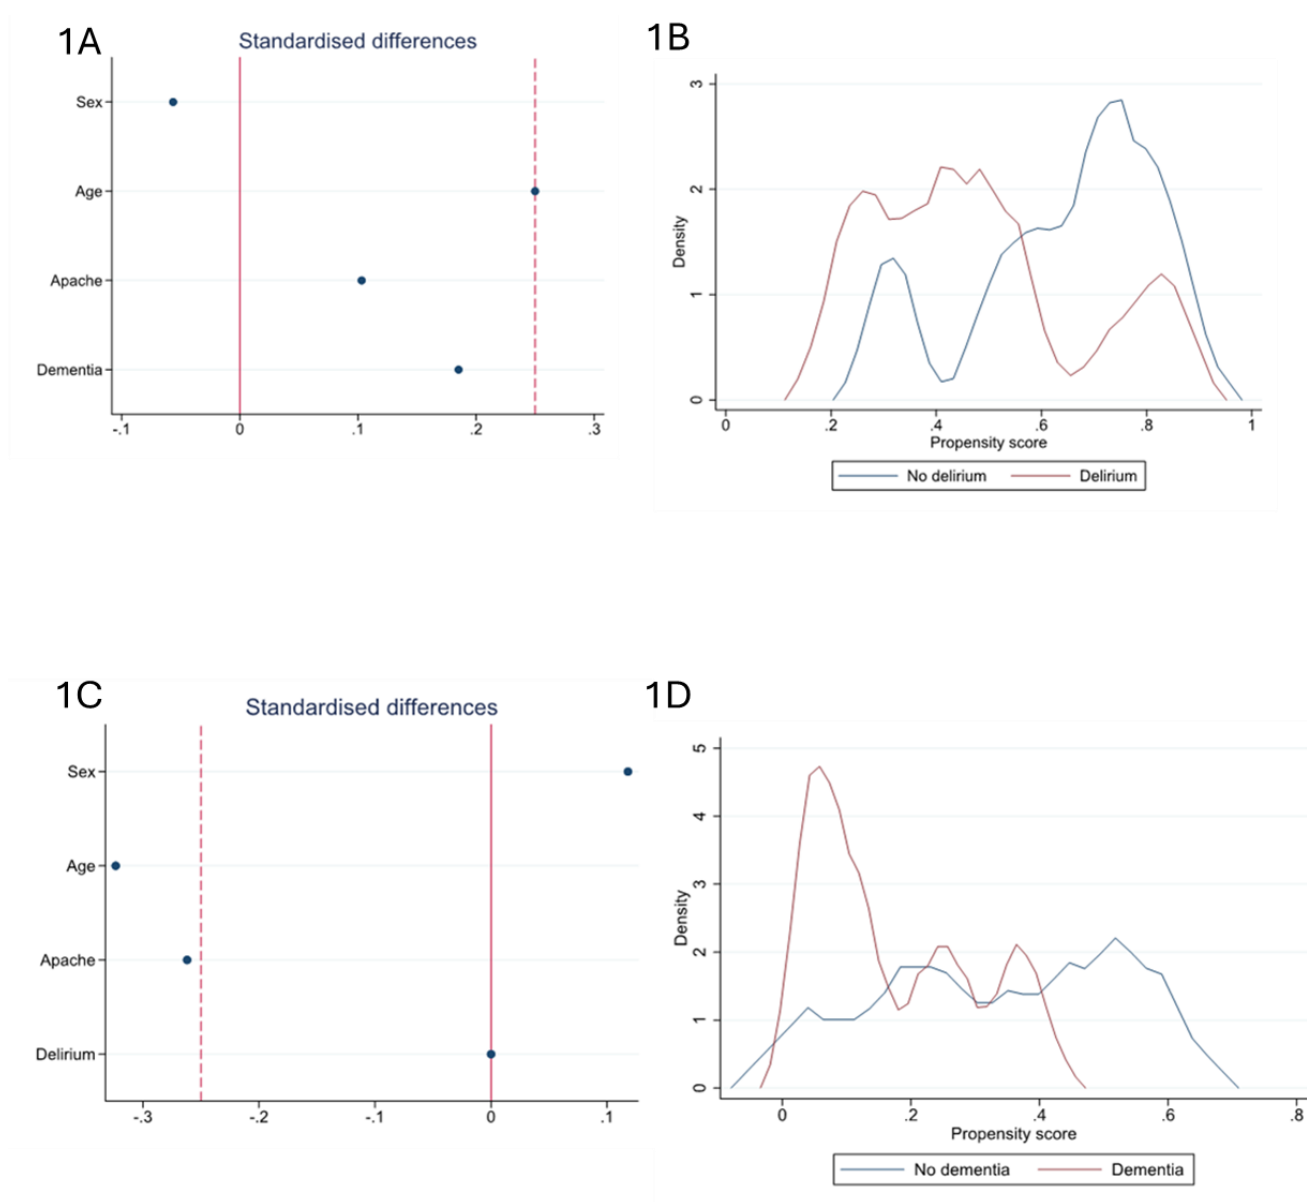 1A
Standardised differences
Sex
Age
Apache
Dementia
-.1 0 .1 .2 .3
1B
Density
3
2
1
0
0 .2 .4 .6 .8 1
Propensity score
No delirium Delirium
1C
Standardised differences
Sex
Age
Apache
Delirium
-.3 -.2 -.1 0 .1
1D
Density
5
4
3
2
1
0
0 .2 .4 .6 .8
Propensity score
No dementia Dementia